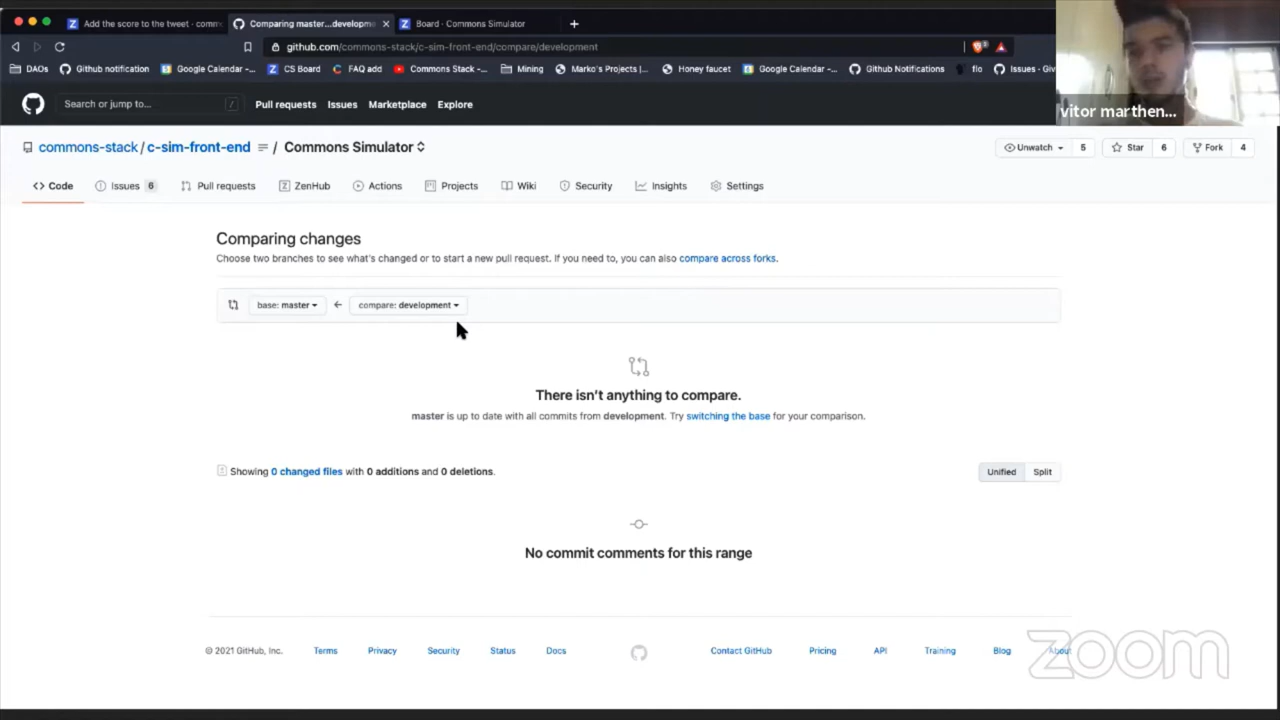 Add the score to the tweet · comm
Comparing master...developm
Board · Commons Simulator
github.com/commons-stack/c-sim-front-end/compare/development
DAOs
Github notification
Google Calendar -...
CS Board
FAQ add
Commons Stack -...
Mining
Marko's Projects |...
Honey faucet
Google Calendar -...
Github Notifications
flo
Issues · Giv
vitor marthen...
Search or jump to...
/
Pull requests
Issues
Marketplace
Explore
commons-stack / c-sim-front-end / Commons Simulator
Unwatch 5
Star 6
Fork 4
Code
Issues 6
Pull requests
ZenHub
Actions
Projects
Wiki
Security
Insights
Settings
Comparing changes
Choose two branches to see what's changed or to start a new pull request. If you need to, you can also compare across forks.
base: master
compare: development
There isn't anything to compare.
master is up to date with all commits from development. Try switching the base for your comparison.
Showing 0 changed files with 0 additions and 0 deletions.
Unified Split
No commit comments for this range
© 2021 GitHub, Inc.
Terms
Privacy
Security
Status
Docs
Contact GitHub
Pricing
API
Training
Blog
About
zoom